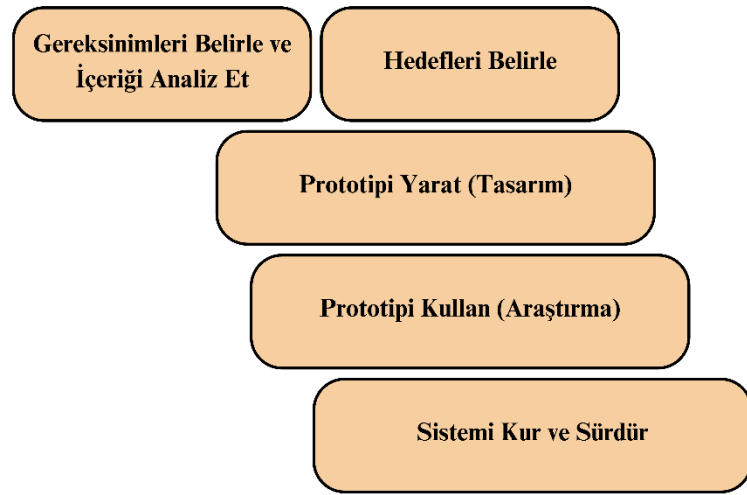 Gereksinimleri Belirle ve
İçeriği Analiz Et
Hedefleri Belirle
Prototipi Yarat (Tasarım)
Prototipi Kullan (Araştırma)
Sistemi Kur ve Sürdür